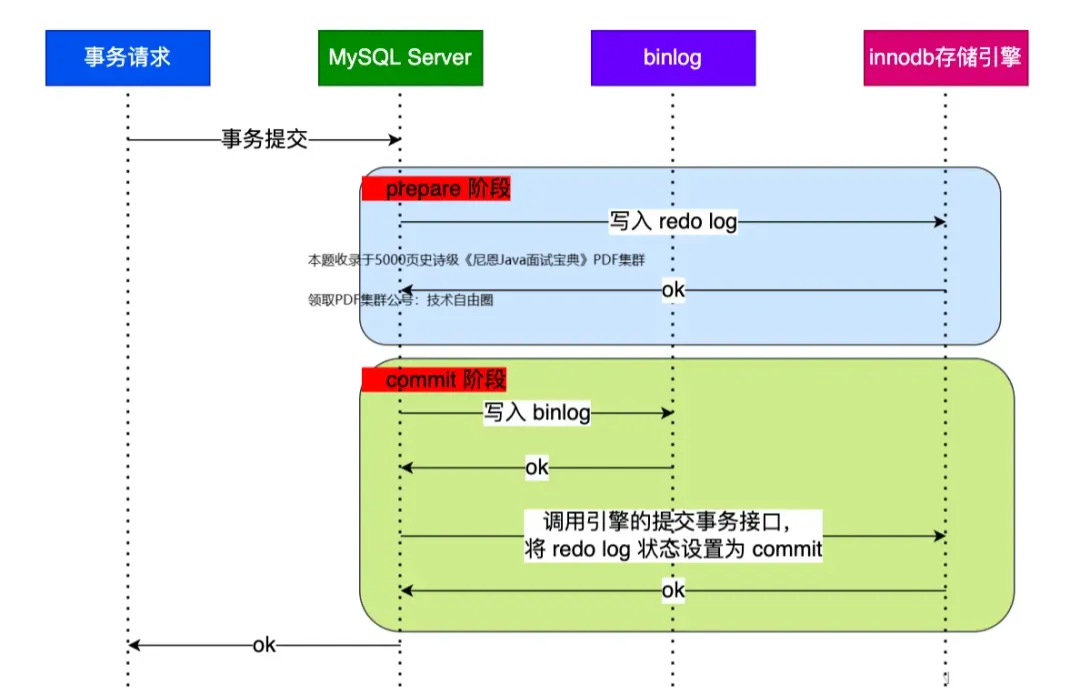 事务请求
MySQL Server
binlog
innodb存储引擎
事务提交
prepare 阶段
写入 redo log
本题收录于5000页史诗级《尼恩Java面试宝典》PDF集群
ok
领取PDF集群公号：技术自由圈
commit 阶段
写入 binlog
ok
调用引擎的提交事务接口，
将 redo log 状态设置为 commit
ok
ok